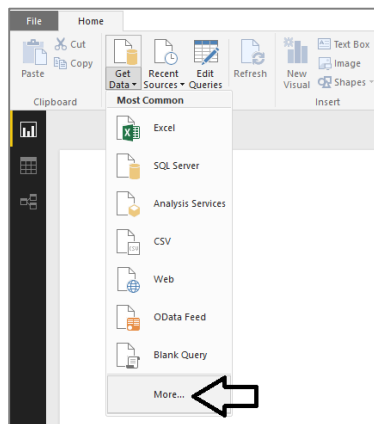 File Home
Paste
Cut
Copy
Clipboard
Get Data
Recent Sources
Edit Queries
Refresh
New Visual
Text Box
Image
Shapes
Insert
Most Common
Excel
SQL Server
Analysis Services
CSV
Web
OData Feed
Blank Query
More...